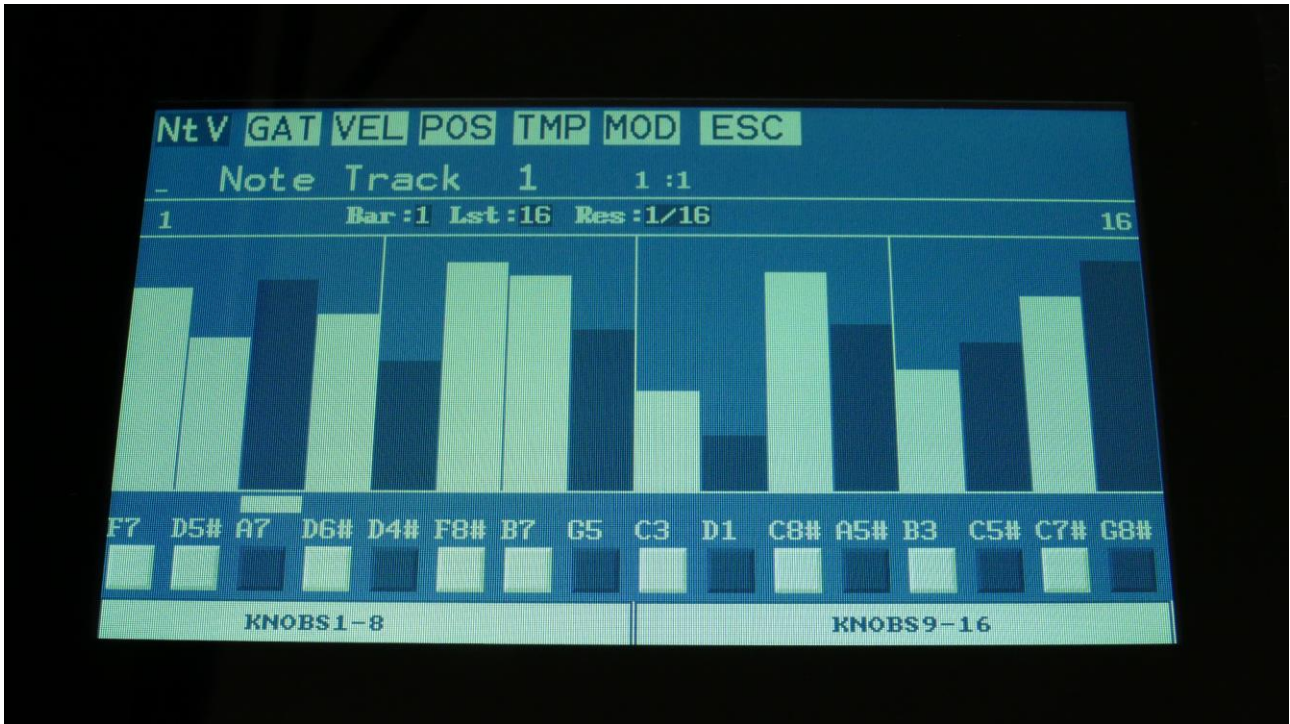 NtV GAT VEL POS TMP MOD ESC
_ Note Track 1 1 :1
1 Bar :1 Lst :16 Res :1/16 16
F7 D5# A7 D6# D4# F8# B7 G5 C3 D1 C8# A5# B3 C5# C7# G8#
KNOBS1-8 KNOBS9-16